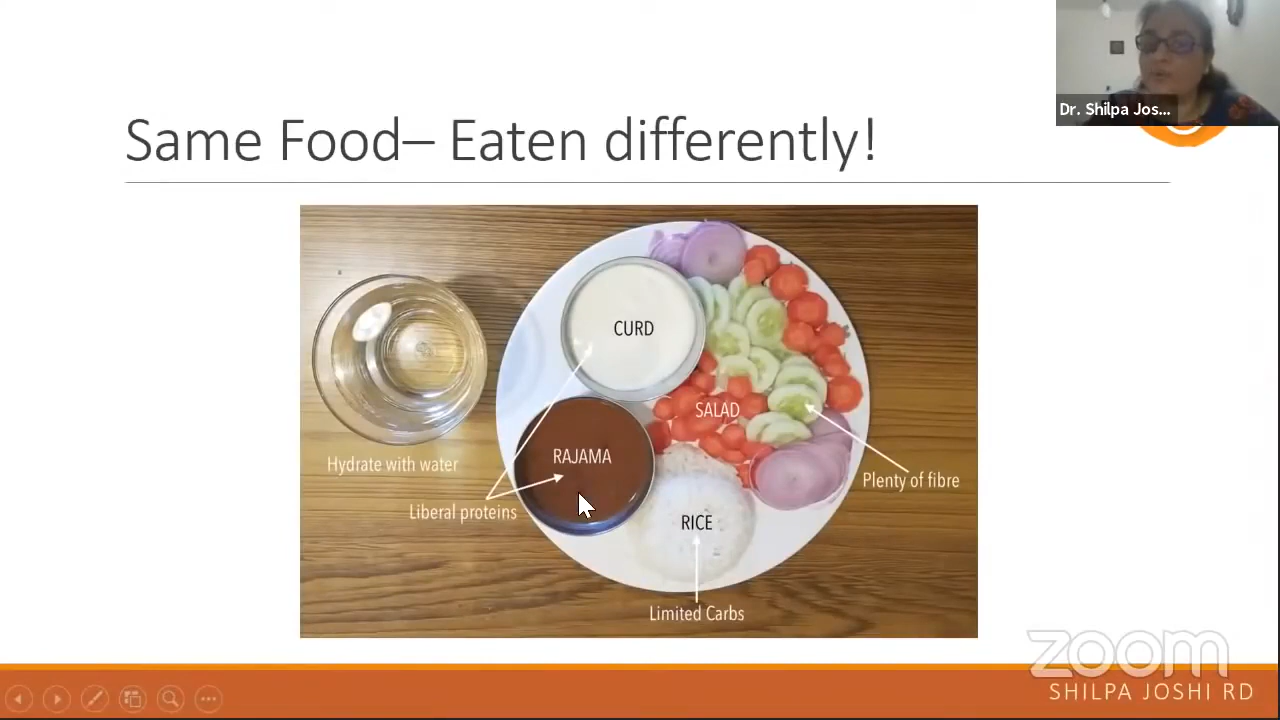 Dr. Shilpa Jos...
Same Food– Eaten differently!
CURD
SALAD
RAJAMA
Hydrate with water
Plenty of fibre
Liberal proteins
RICE
Limited Carbs
zoom
SHILPA JOSHI RD